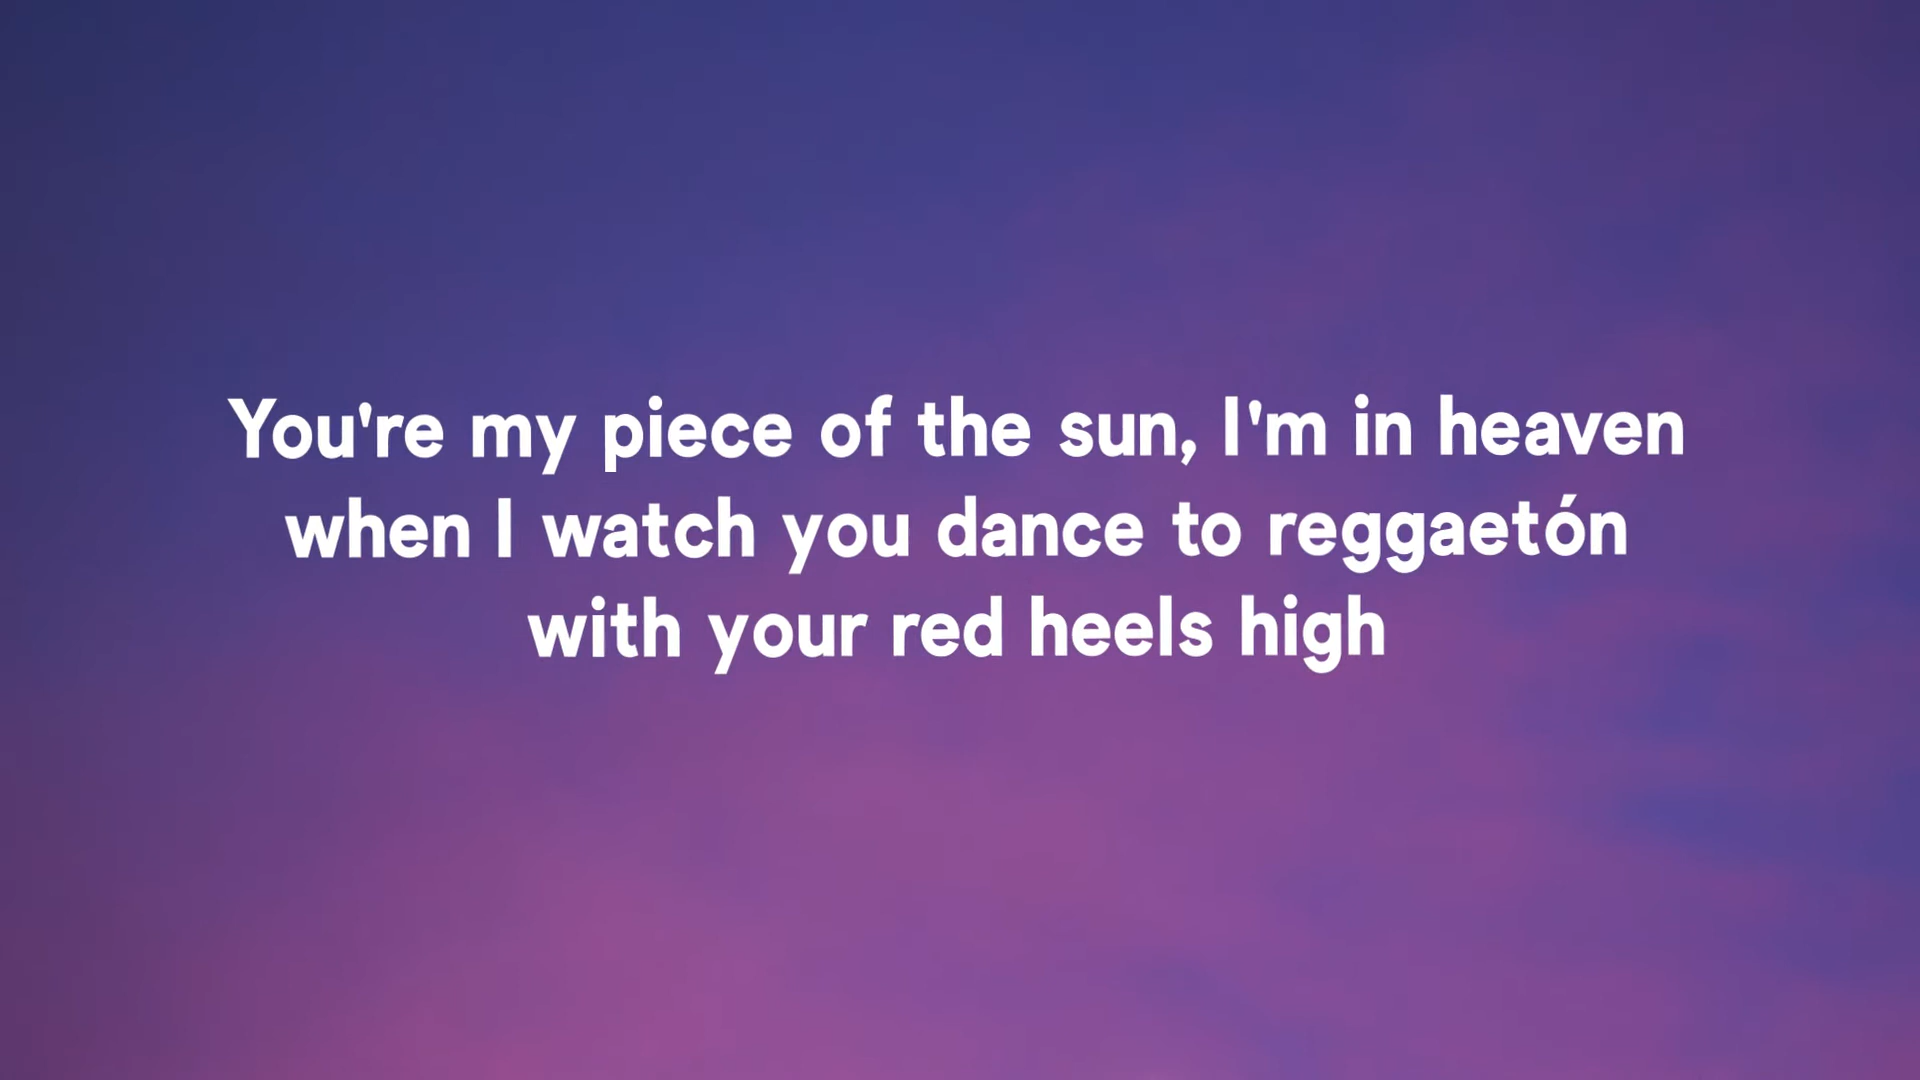 You're my piece of the sun, I'm in heaven
when I watch you dance to reggaetón
with your red heels high